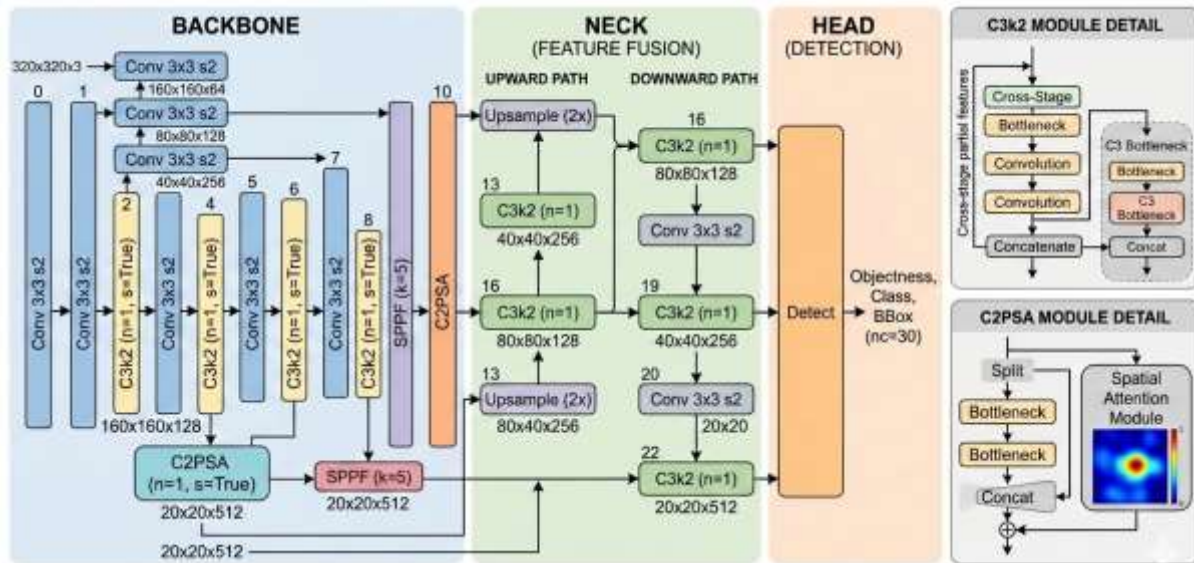 BACKBONE
320x320x3
Conv 3x3 s2
0
1
160x160x64
Conv 3x3 s2
80x80x128
Conv 3x3 s2
40x40x256
2
4
5
6
7
8
10
Conv 3x3 s2
Conv 3x3 s2
C3k2 (n=1, s=True)
Conv 3x3 s2
C3k2 (n=1, s=True)
Conv 3x3 s2
C3k2 (n=1, s=True)
Conv 3x3 s2
C3k2 (n=1, s=True)
SPPF (k=5)
C2PSA
160x160x128
C2PSA
(n=1, s=True)
20x20x512
SPPF (k=5)
20x20x512
20x20x512
NECK
(FEATURE FUSION)
UPWARD PATH
Upsample (2x)
13
C3k2 (n=1)
40x40x256
16
C3k2 (n=1)
80x80x128
13
Upsample (2x)
80x40x256
DOWNWARD PATH
16
C3k2 (n=1)
80x80x128
Conv 3x3 s2
19
C3k2 (n=1)
40x40x256
20
Conv 3x3 s2
20x20
22
C3k2 (n=1)
20x20x512
HEAD
(DETECTION)
Detect
Objectness,
Class,
BBox
(nc=30)
C3k2 MODULE DETAIL
Cross-stage partial features
Cross-Stage
Bottleneck
Convolution
Convolution
Concatenate
C3 Bottleneck
Bottleneck
C3
Bottleneck
Concat
C2PSA MODULE DETAIL
Split
Bottleneck
Bottleneck
Concat
Spatial
Attention
Module